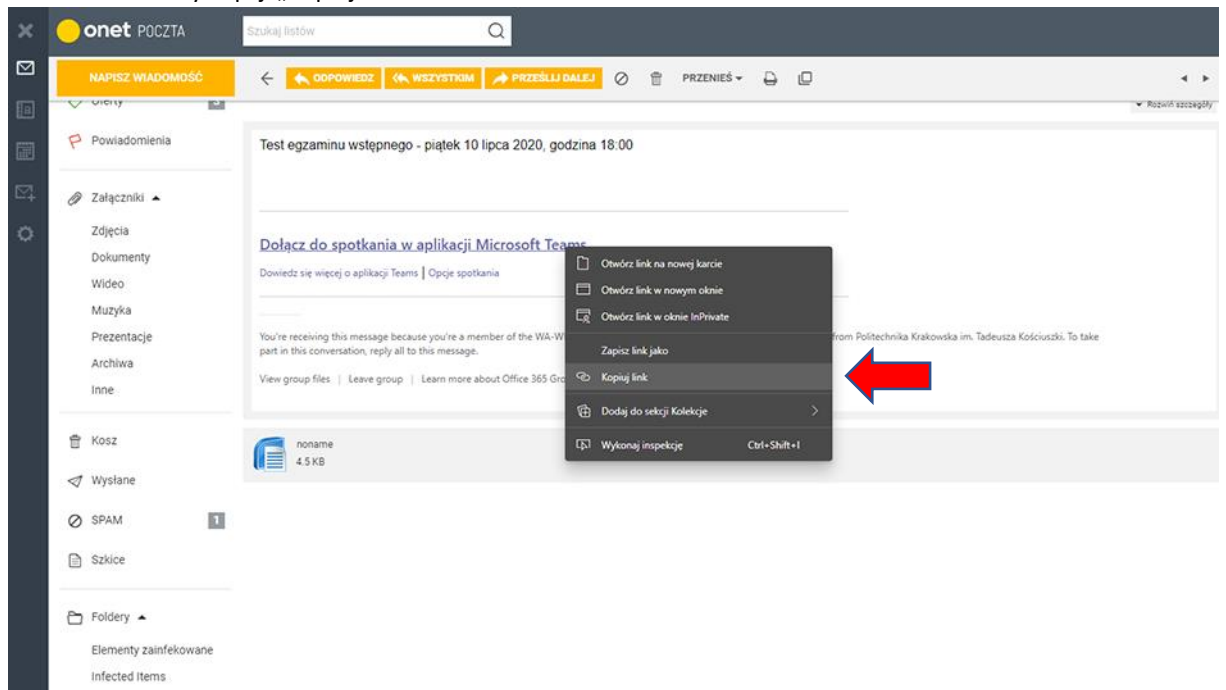 onet POCZTA
Szukaj listów
NAPISZ WIADOMOŚĆ
ODPOWIEDZ
WSZYSTKIM
PRZEŚLIJ DALEJ
PRZENIEŚ
Oferty
Rozwiń szczegóły
Powiadomienia
Załączniki
Zdjęcia
Dokumenty
Wideo
Muzyka
Prezentacje
Archiwa
Inne
Kosz
Wysłane
SPAM 1
Szkice
Foldery
Elementy zainfekowane
Infected Items
Test egzaminu wstępnego - piątek 10 lipca 2020, godzina 18:00
Dołącz do spotkania w aplikacji Microsoft Teams
Dowiedz się więcej o aplikacji Teams | Opcje spotkania
You're receiving this message because you're a member of the WA-W from Politechnika Krakowska im. Tadeusza Kościuszki. To take
part in this conversation, reply all to this message.
View group files | Leave group | Learn more about Office 365 Gro
noname
4.5 KB
Otwórz link na nowej karcie
Otwórz link w nowym oknie
Otwórz link w oknie InPrivate
Zapisz link jako
Kopiuj link
Dodaj do sekcji Kolekcje
Wykonaj inspekcję Ctrl+Shift+I